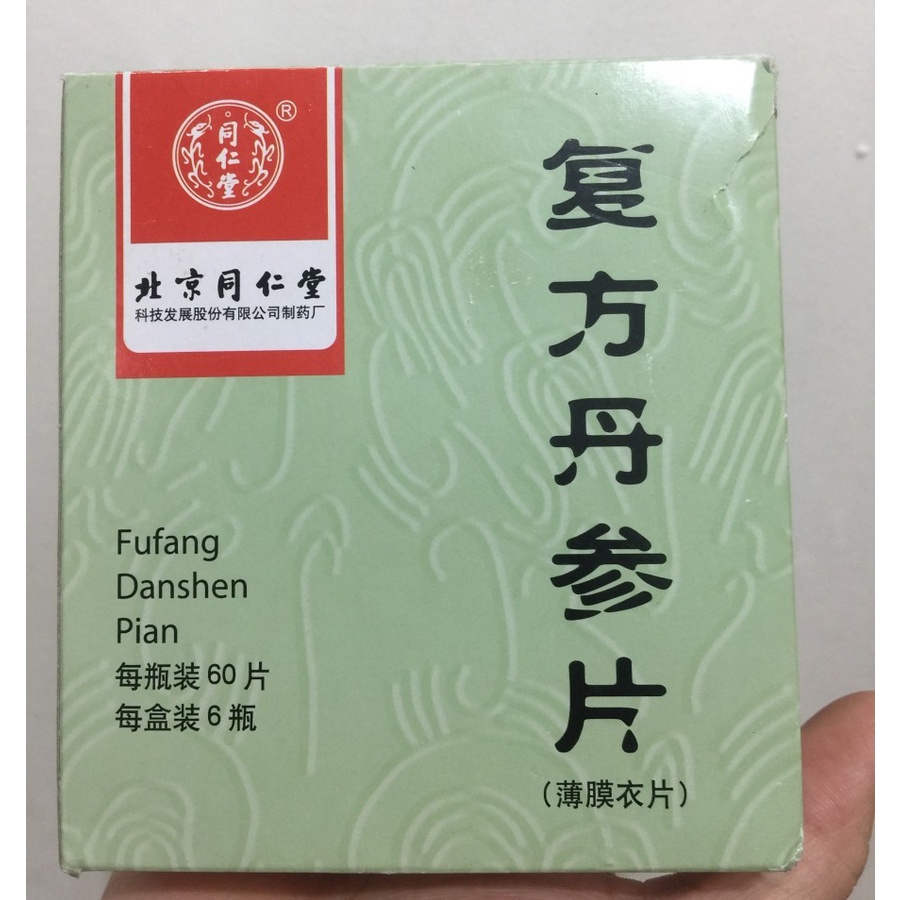 同仁堂
®
北京同仁堂
科技发展股份有限公司制药厂
复方丹参片
(薄膜衣片)
Fufang
Danshen
Pian
每瓶装60片
每盒装6瓶